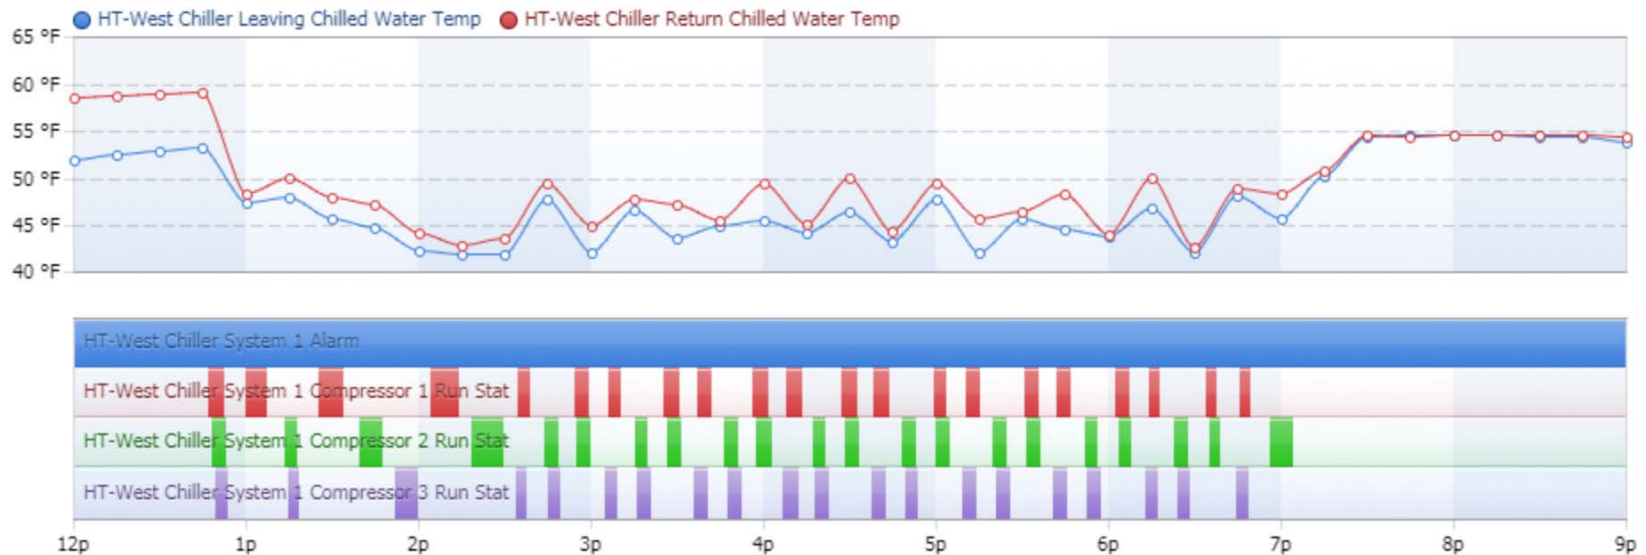 HT-West Chiller Leaving Chilled Water Temp HT-West Chiller Return Chilled Water Temp
65 °F
60 °F
55 °F
50 °F
45 °F
40 °F
HT-West Chiller System 1 Alarm
HT-West Chiller System 1 Compressor 1 Run Stat
HT-West Chiller System 1 Compressor 2 Run Stat
HT-West Chiller System 1 Compressor 3 Run Stat
12p 1p 2p 3p 4p 5p 6p 7p 8p 9p